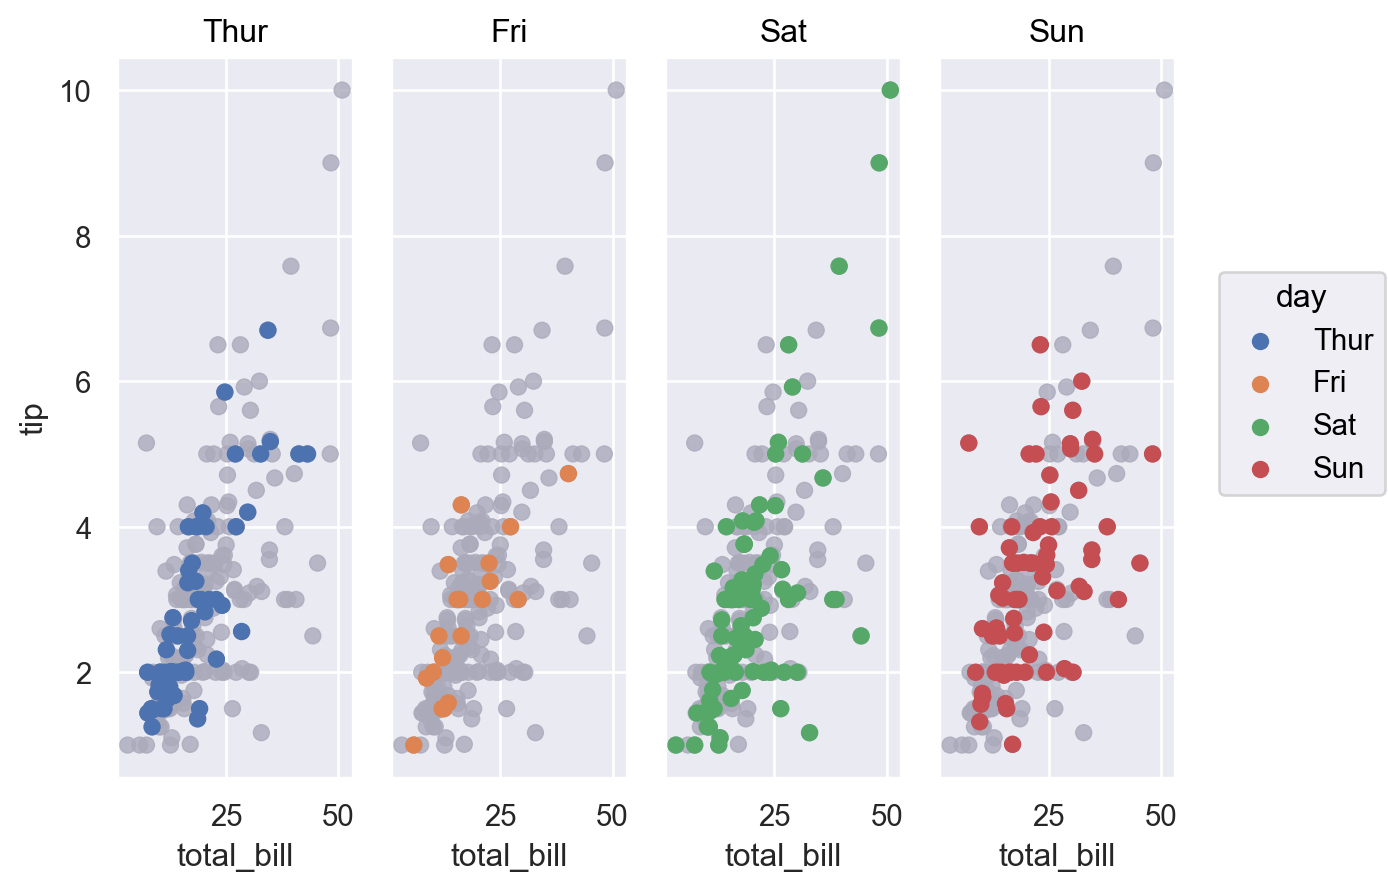 Thur Fri Sat Sun
10
8
6
4
2
tip
25 50 25 50 25 50 25 50
total_bill total_bill total_bill total_bill
day
Thur
Fri
Sat
Sun